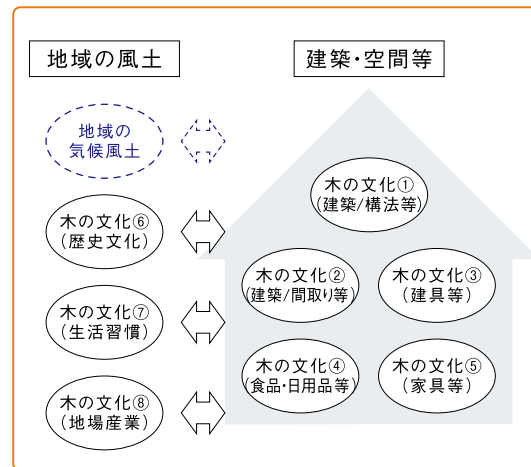 地域の風土
建築・空間等
地域の
気候風土
木の文化①
(建築/構法等)
木の文化⑥
(歴史文化)
木の文化②
(建築/間取り等)
木の文化③
(建具等)
木の文化⑦
(生活習慣)
木の文化④
(食品・日用品等)
木の文化⑤
(家具等)
木の文化⑧
(地場産業)